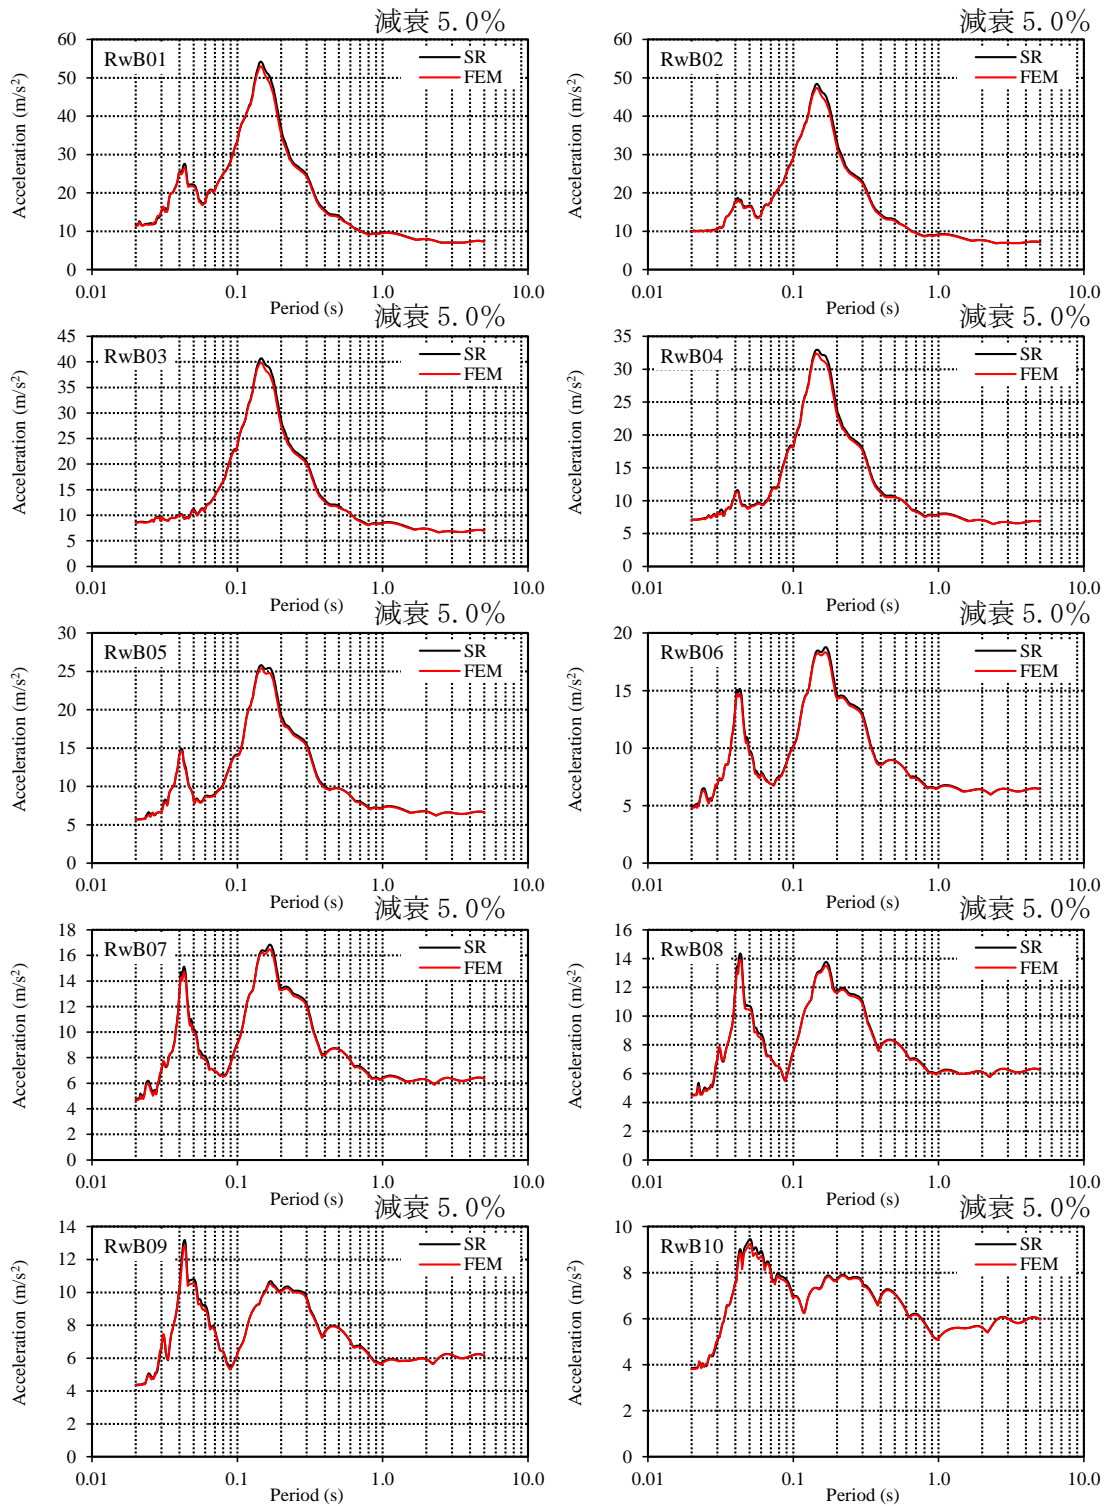 減衰 5.0%
減衰 5.0%
Acceleration (m/s²)
60
50
40
30
20
10
0
RwB01
SR
FEM
0.01
0.1
1.0
10.0
Period (s)
Acceleration (m/s²)
60
50
40
30
20
10
0
RwB02
SR
FEM
0.01
0.1
1.0
10.0
Period (s)
減衰 5.0%
減衰 5.0%
Acceleration (m/s²)
45
40
35
30
25
20
15
10
5
0
RwB03
SR
FEM
0.01
0.1
1.0
10.0
Period (s)
Acceleration (m/s²)
35
30
25
20
15
10
5
0
RwB04
SR
FEM
0.01
0.1
1.0
10.0
Period (s)
減衰 5.0%
減衰 5.0%
Acceleration (m/s²)
30
25
20
15
10
5
0
RwB05
SR
FEM
0.01
0.1
1.0
10.0
Period (s)
Acceleration (m/s²)
20
15
10
5
0
RwB06
SR
FEM
0.01
0.1
1.0
10.0
Period (s)
減衰 5.0%
減衰 5.0%
Acceleration (m/s²)
18
16
14
12
10
8
6
4
2
0
RwB07
SR
FEM
0.01
0.1
1.0
10.0
Period (s)
Acceleration (m/s²)
16
14
12
10
8
6
4
2
0
RwB08
SR
FEM
0.01
0.1
1.0
10.0
Period (s)
減衰 5.0%
減衰 5.0%
Acceleration (m/s²)
14
12
10
8
6
4
2
0
RwB09
SR
FEM
0.01
0.1
1.0
10.0
Period (s)
Acceleration (m/s²)
10
8
6
4
2
0
RwB10
SR
FEM
0.01
0.1
1.0
10.0
Period (s)